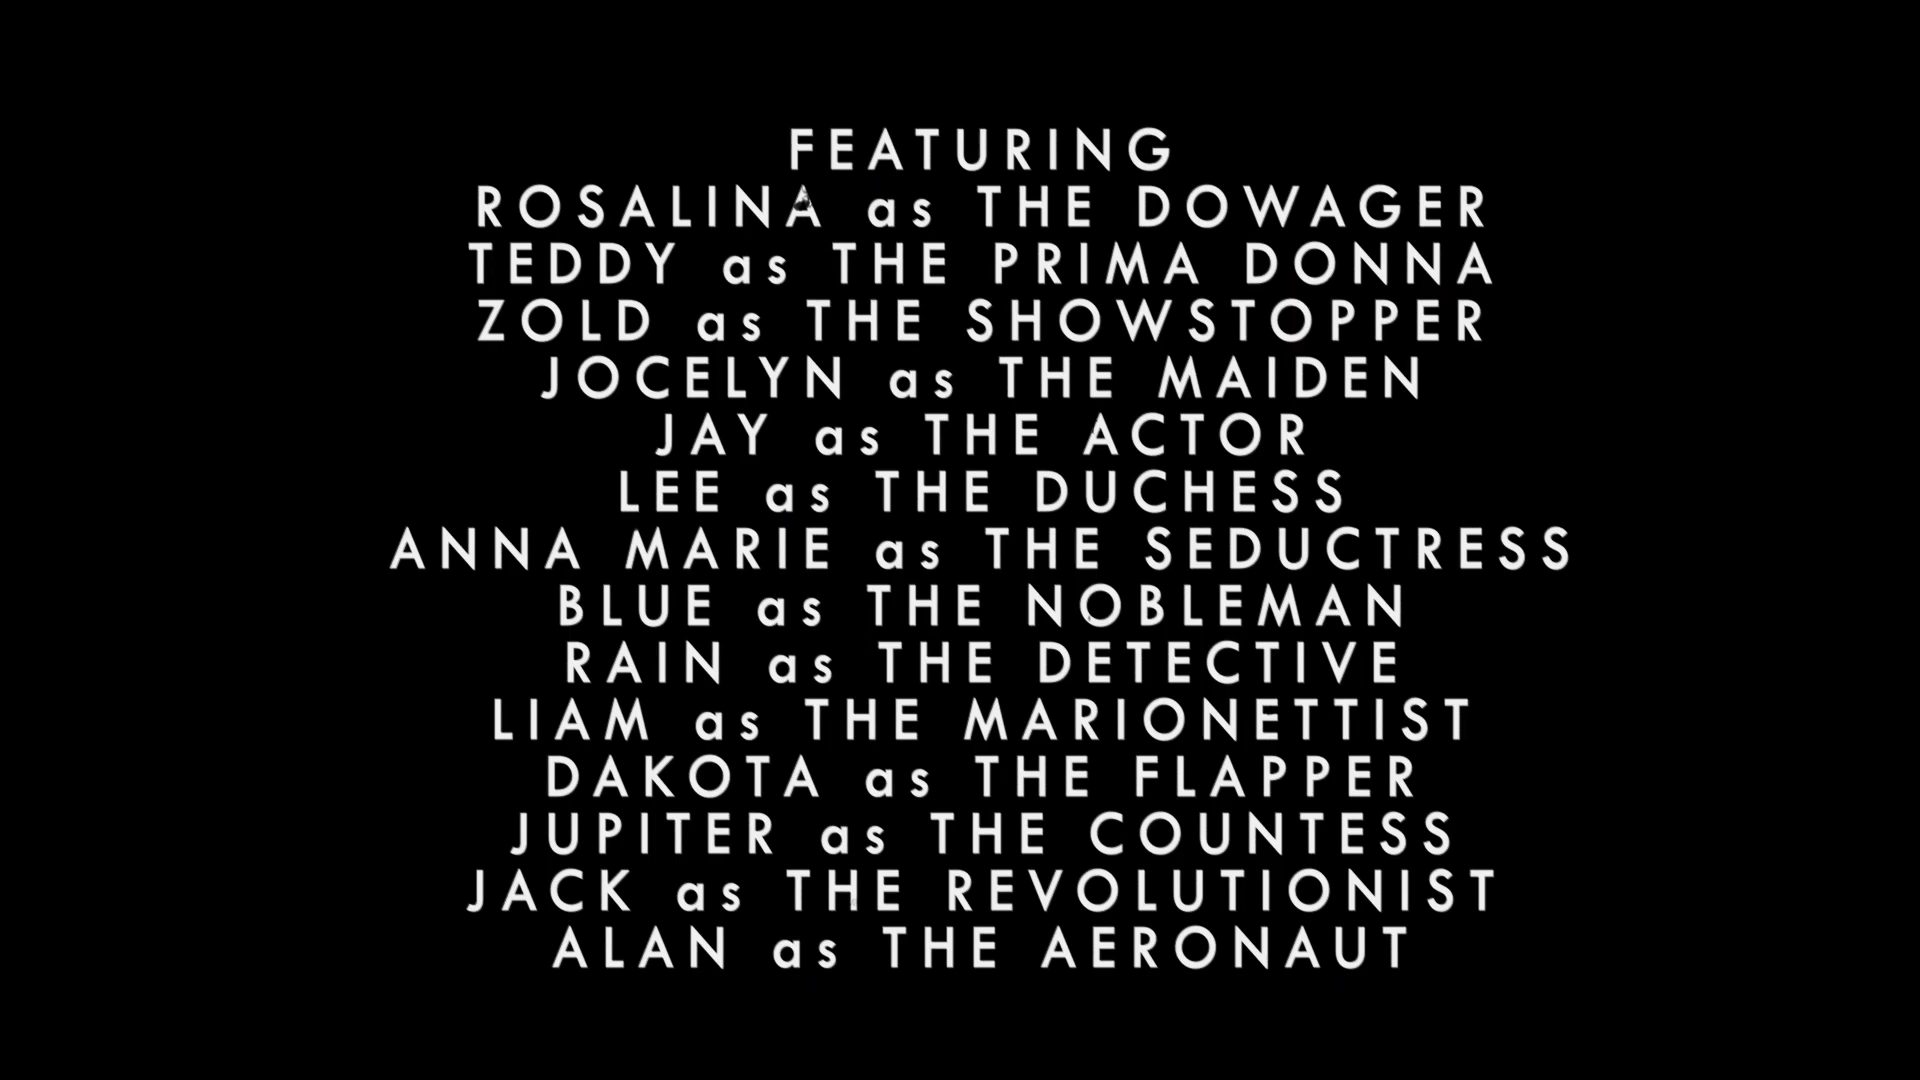 FEATURING
ROSALINA as THE DOWAGER
TEDDY as THE PRIMA DONNA
ZOLD as THE SHOWSTOPPER
JOCELYN as THE MAIDEN
JAY as THE ACTOR
LEE as THE DUCHESS
ANNA MARIE as THE SEDUCTRESS
BLUE as THE NOBLEMAN
RAIN as THE DETECTIVE
LIAM as THE MARIONETTIST
DAKOTA as THE FLAPPER
JUPITER as THE COUNTESS
JACK as THE REVOLUTIONIST
ALAN as THE AERONAUT